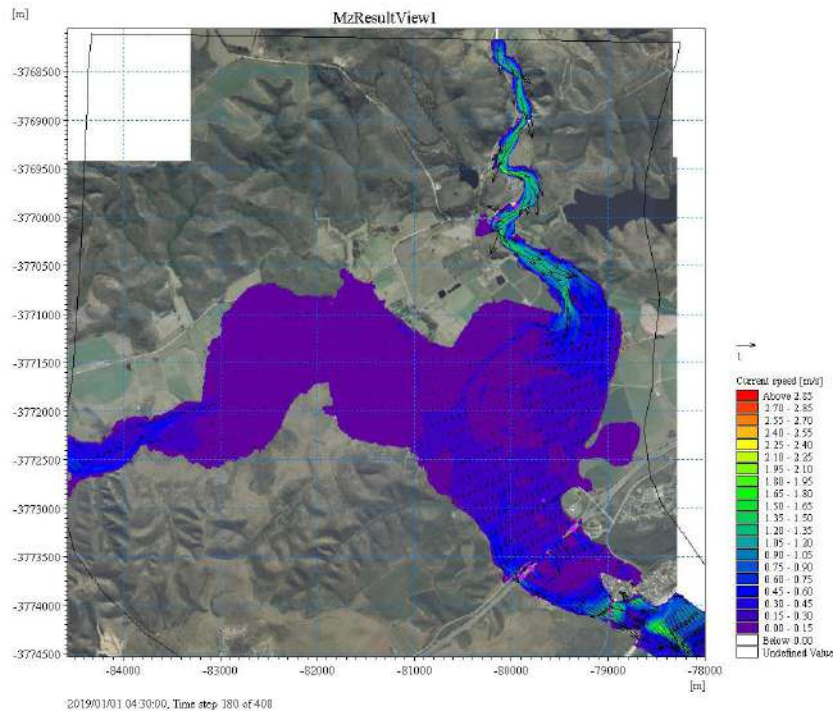 [m]
MzResultView1
-3768500
-3769000
-3769500
-3770000
-3770500
-3771000
-3771500
-3772000
-3772500
-3773000
-3773500
-3774000
-3774500
-84000
-83000
-82000
-81000
-80000
-79000
-78000
[m]
1
Current speed [m/s]
Above 2.85
2.70 - 2.85
2.55 - 2.70
2.40 - 2.55
2.25 - 2.40
2.10 - 2.25
1.95 - 2.10
1.80 - 1.95
1.65 - 1.80
1.50 - 1.65
1.35 - 1.50
1.20 - 1.35
1.05 - 1.20
0.90 - 1.05
0.75 - 0.90
0.60 - 0.75
0.45 - 0.60
0.30 - 0.45
0.15 - 0.30
0.00 - 0.15
Below 0.00
Undefined Value
2019/01/01 04:30:00, Time step 180 of 408